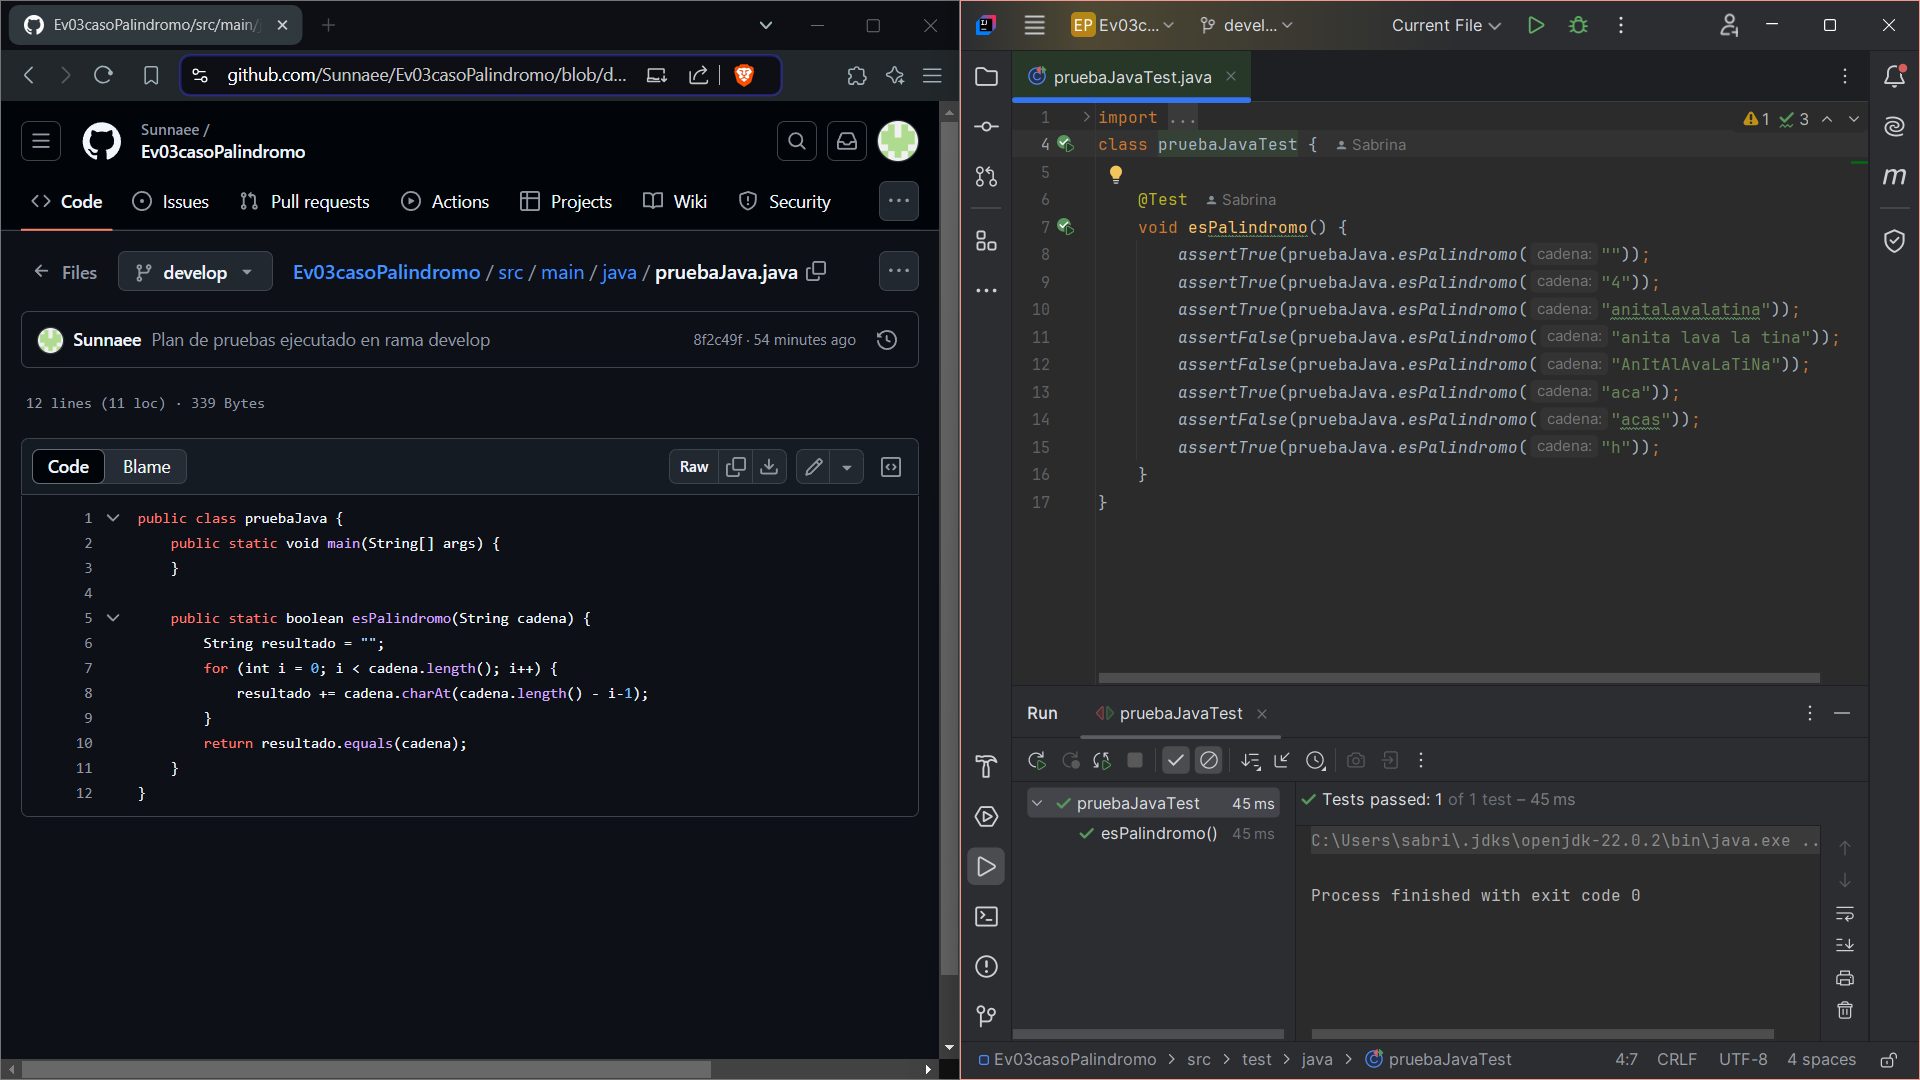 Ev03casoPalindromo/src/main/
github.com/Sunnaee/Ev03casoPalindromo/blob/d...
Sunnaee /
Ev03casoPalindromo
Code
Issues
Pull requests
Actions
Projects
Wiki
Security
Files
develop
Ev03casoPalindromo / src / main / java / pruebaJava.java
Sunnaee Plan de pruebas ejecutado en rama develop
8f2c49f · 54 minutes ago
12 lines (11 loc) · 339 Bytes
Code
Blame
Raw
1 public class pruebaJava {
2 public static void main(String[] args) {
3 }
4
5 public static boolean esPalindromo(String cadena) {
6 String resultado = "";
7 for (int i = 0; i < cadena.length(); i++) {
8 resultado += cadena.charAt(cadena.length() - i-1);
9 }
10 return resultado.equals(cadena);
11 }
12 }
EP Ev03c...
devel...
Current File
pruebaJavaTest.java
1 import ...
1 3
4 class pruebaJavaTest { Sabrina
5
6 @Test Sabrina
7 void esPalindromo() {
8 assertTrue(pruebaJava.esPalindromo( cadena: ""));
9 assertTrue(pruebaJava.esPalindromo( cadena: "4"));
10 assertTrue(pruebaJava.esPalindromo( cadena: "anitalavalatina"));
11 assertFalse(pruebaJava.esPalindromo( cadena: "anita lava la tina"));
12 assertFalse(pruebaJava.esPalindromo( cadena: "AnItAlAvaLaTiNa"));
13 assertTrue(pruebaJava.esPalindromo( cadena: "aca"));
14 assertFalse(pruebaJava.esPalindromo( cadena: "acas"));
15 assertTrue(pruebaJava.esPalindromo( cadena: "h"));
16 }
17 }
Run
pruebaJavaTest
pruebaJavaTest 45 ms
esPalindromo() 45 ms
Tests passed: 1 of 1 test – 45 ms
C:\Users\sabri\.jdks\openjdk-22.0.2\bin\java.exe ..
Process finished with exit code 0
Ev03casoPalindromo > src > test > java > pruebaJavaTest
4:7
CRLF
UTF-8
4 spaces